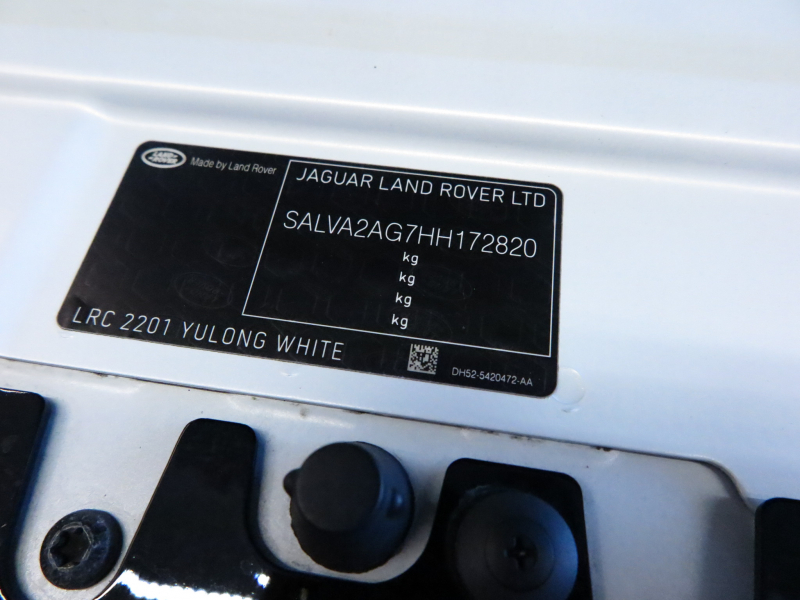 LAND ROVER
Made by Land Rover
JAGUAR LAND ROVER LTD
SALVA2AG7HH172820
kg
kg
kg
kg
LRC 2201 YULONG WHITE
DH52-5420472-AA